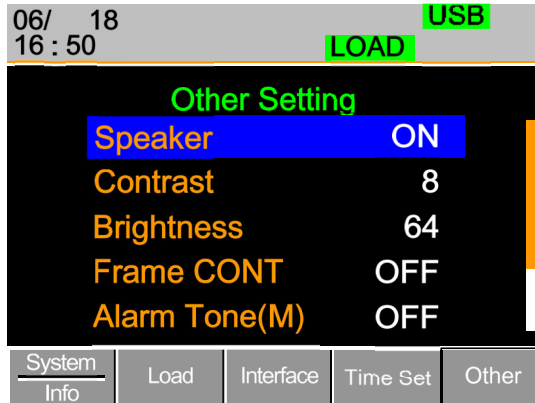 06/ 18 USB
16 : 50 LOAD
Other Setting
Speaker ON
Contrast 8
Brightness 64
Frame CONT OFF
Alarm Tone(M) OFF
System
Info
Load
Interface
Time Set
Other